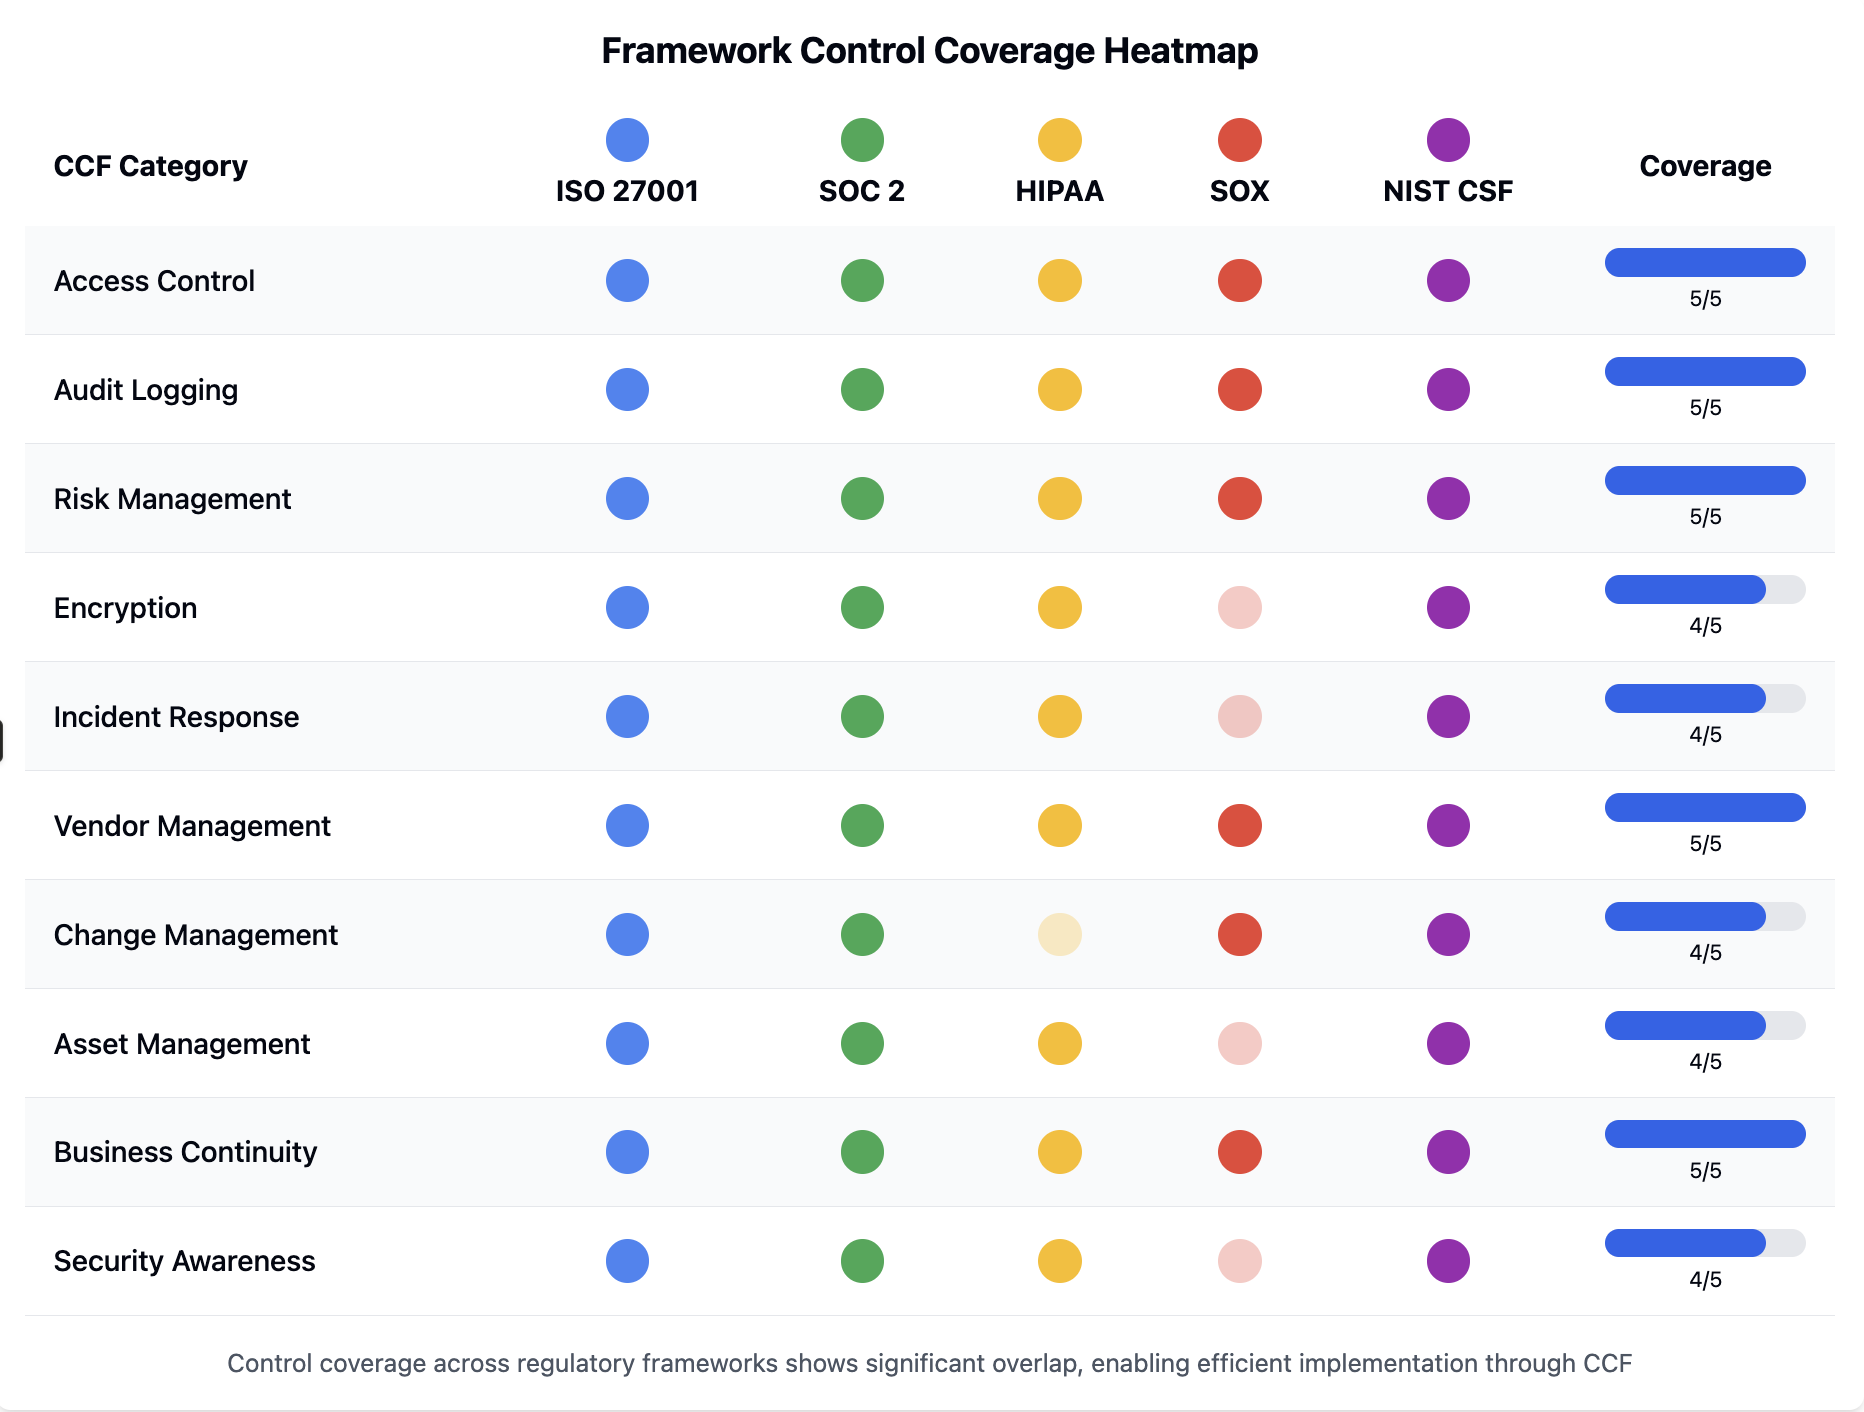 Framework Control Coverage Heatmap
CCF Category
ISO 27001
SOC 2
HIPAA
SOX
NIST CSF
Coverage
Access Control
5/5
Audit Logging
5/5
Risk Management
5/5
Encryption
4/5
Incident Response
4/5
Vendor Management
5/5
Change Management
4/5
Asset Management
4/5
Business Continuity
5/5
Security Awareness
4/5
Control coverage across regulatory frameworks shows significant overlap, enabling efficient implementation through CCF